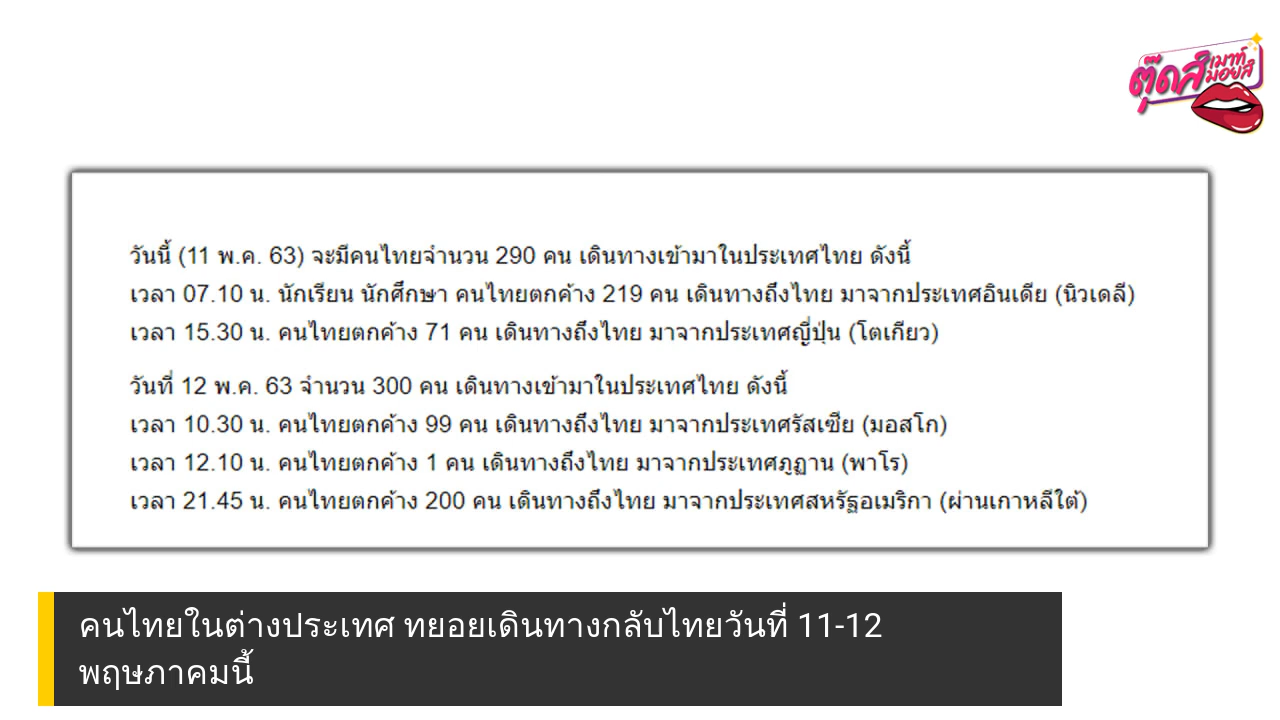 ตุ๊ดส์เมาท์
มอยส์
วันนี้ (11 พ.ค. 63) จะมีคนไทยจำนวน 290 คน เดินทางเข้ามาในประเทศไทย ดังนี้
เวลา 07.10 น. นักเรียน นักศึกษา คนไทยตกค้าง 219 คน เดินทางถึงไทย มาจากประเทศอินเดีย (นิวเดลี)
เวลา 15.30 น. คนไทยตกค้าง 71 คน เดินทางถึงไทย มาจากประเทศญี่ปุ่น (โตเกียว)
วันที่ 12 พ.ค. 63 จำนวน 300 คน เดินทางเข้ามาในประเทศไทย ดังนี้
เวลา 10.30 น. คนไทยตกค้าง 99 คน เดินทางถึงไทย มาจากประเทศรัสเซีย (มอสโก)
เวลา 12.10 น. คนไทยตกค้าง 1 คน เดินทางถึงไทย มาจากประเทศภูฏาน (พาโร)
เวลา 21.45 น. คนไทยตกค้าง 200 คน เดินทางถึงไทย มาจากประเทศสหรัฐอเมริกา (ผ่านเกาหลีใต้)
คนไทยในต่างประเทศ ทยอยเดินทางกลับไทยวันที่ 11-12
พฤษภาคมนี้